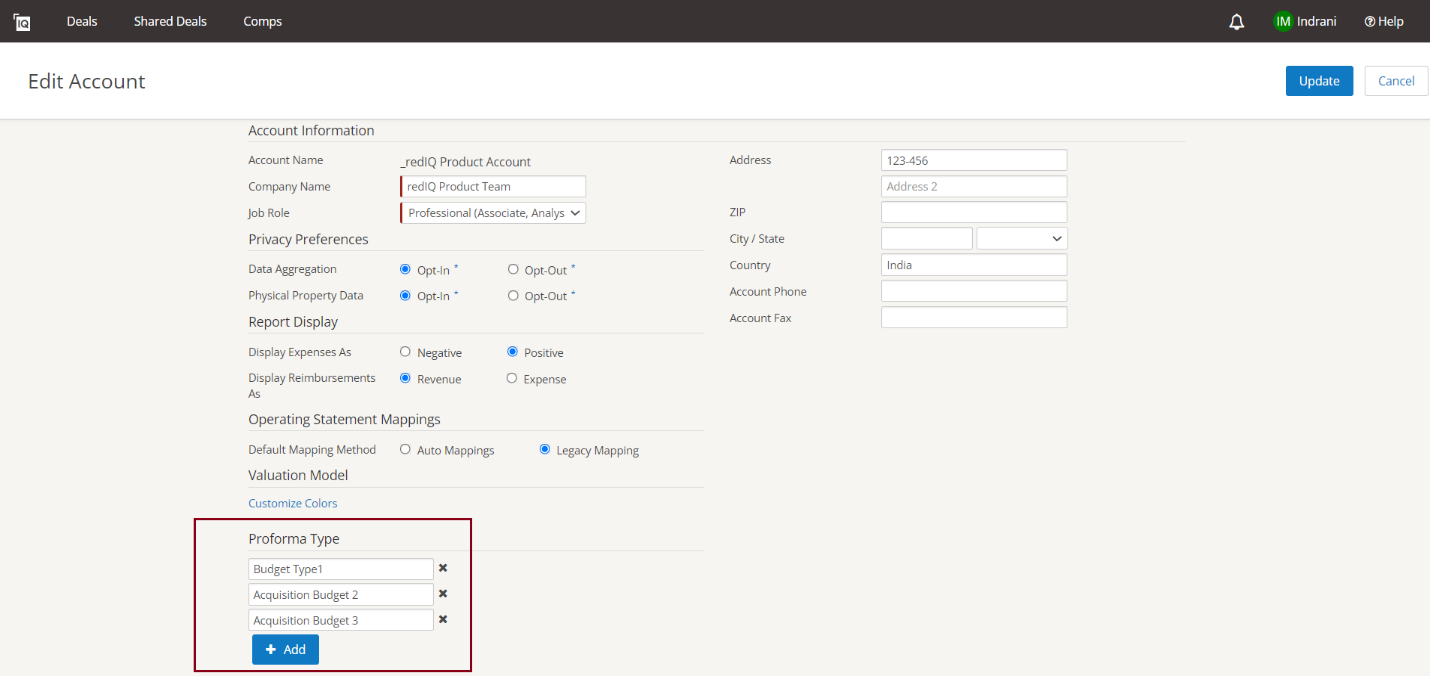 IQ Deals Shared Deals Comps IM Indrani Help
Edit Account Update Cancel
Account Information
Account Name _redIQ Product Account
Company Name redIQ Product Team
Job Role Professional (Associate, Analys
Privacy Preferences
Data Aggregation Opt-In * Opt-Out *
Physical Property Data Opt-In * Opt-Out *
Report Display
Display Expenses As Negative Positive
Display Reimbursements
As
Revenue Expense
Operating Statement Mappings
Default Mapping Method Auto Mappings Legacy Mapping
Valuation Model
Customize Colors
Proforma Type
Budget Type1
Acquisition Budget 2
Acquisition Budget 3
Add
Address 123-456
Address 2
ZIP
City / State
Country India
Account Phone
Account Fax